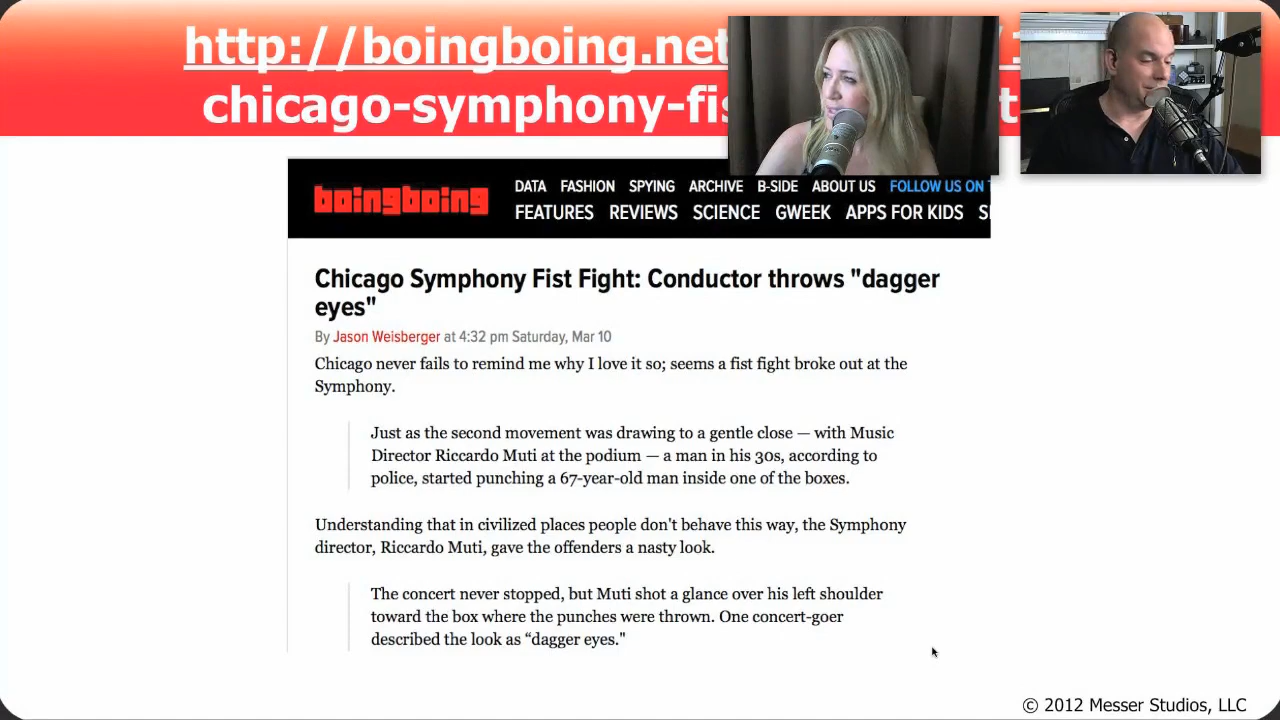 http://boingboing.net
chicago-symphony-fis
boingboing
DATA FASHION SPYING ARCHIVE B-SIDE ABOUT US FOLLOW US ON
FEATURES REVIEWS SCIENCE GWEEK APPS FOR KIDS
Chicago Symphony Fist Fight: Conductor throws "dagger
eyes"
By Jason Weisberger at 4:32 pm Saturday, Mar 10
Chicago never fails to remind me why I love it so; seems a fist fight broke out at the
Symphony.
Just as the second movement was drawing to a gentle close — with Music
Director Riccardo Muti at the podium — a man in his 30s, according to
police, started punching a 67-year-old man inside one of the boxes.
Understanding that in civilized places people don't behave this way, the Symphony
director, Riccardo Muti, gave the offenders a nasty look.
The concert never stopped, but Muti shot a glance over his left shoulder
toward the box where the punches were thrown. One concert-goer
described the look as “dagger eyes."
© 2012 Messer Studios, LLC